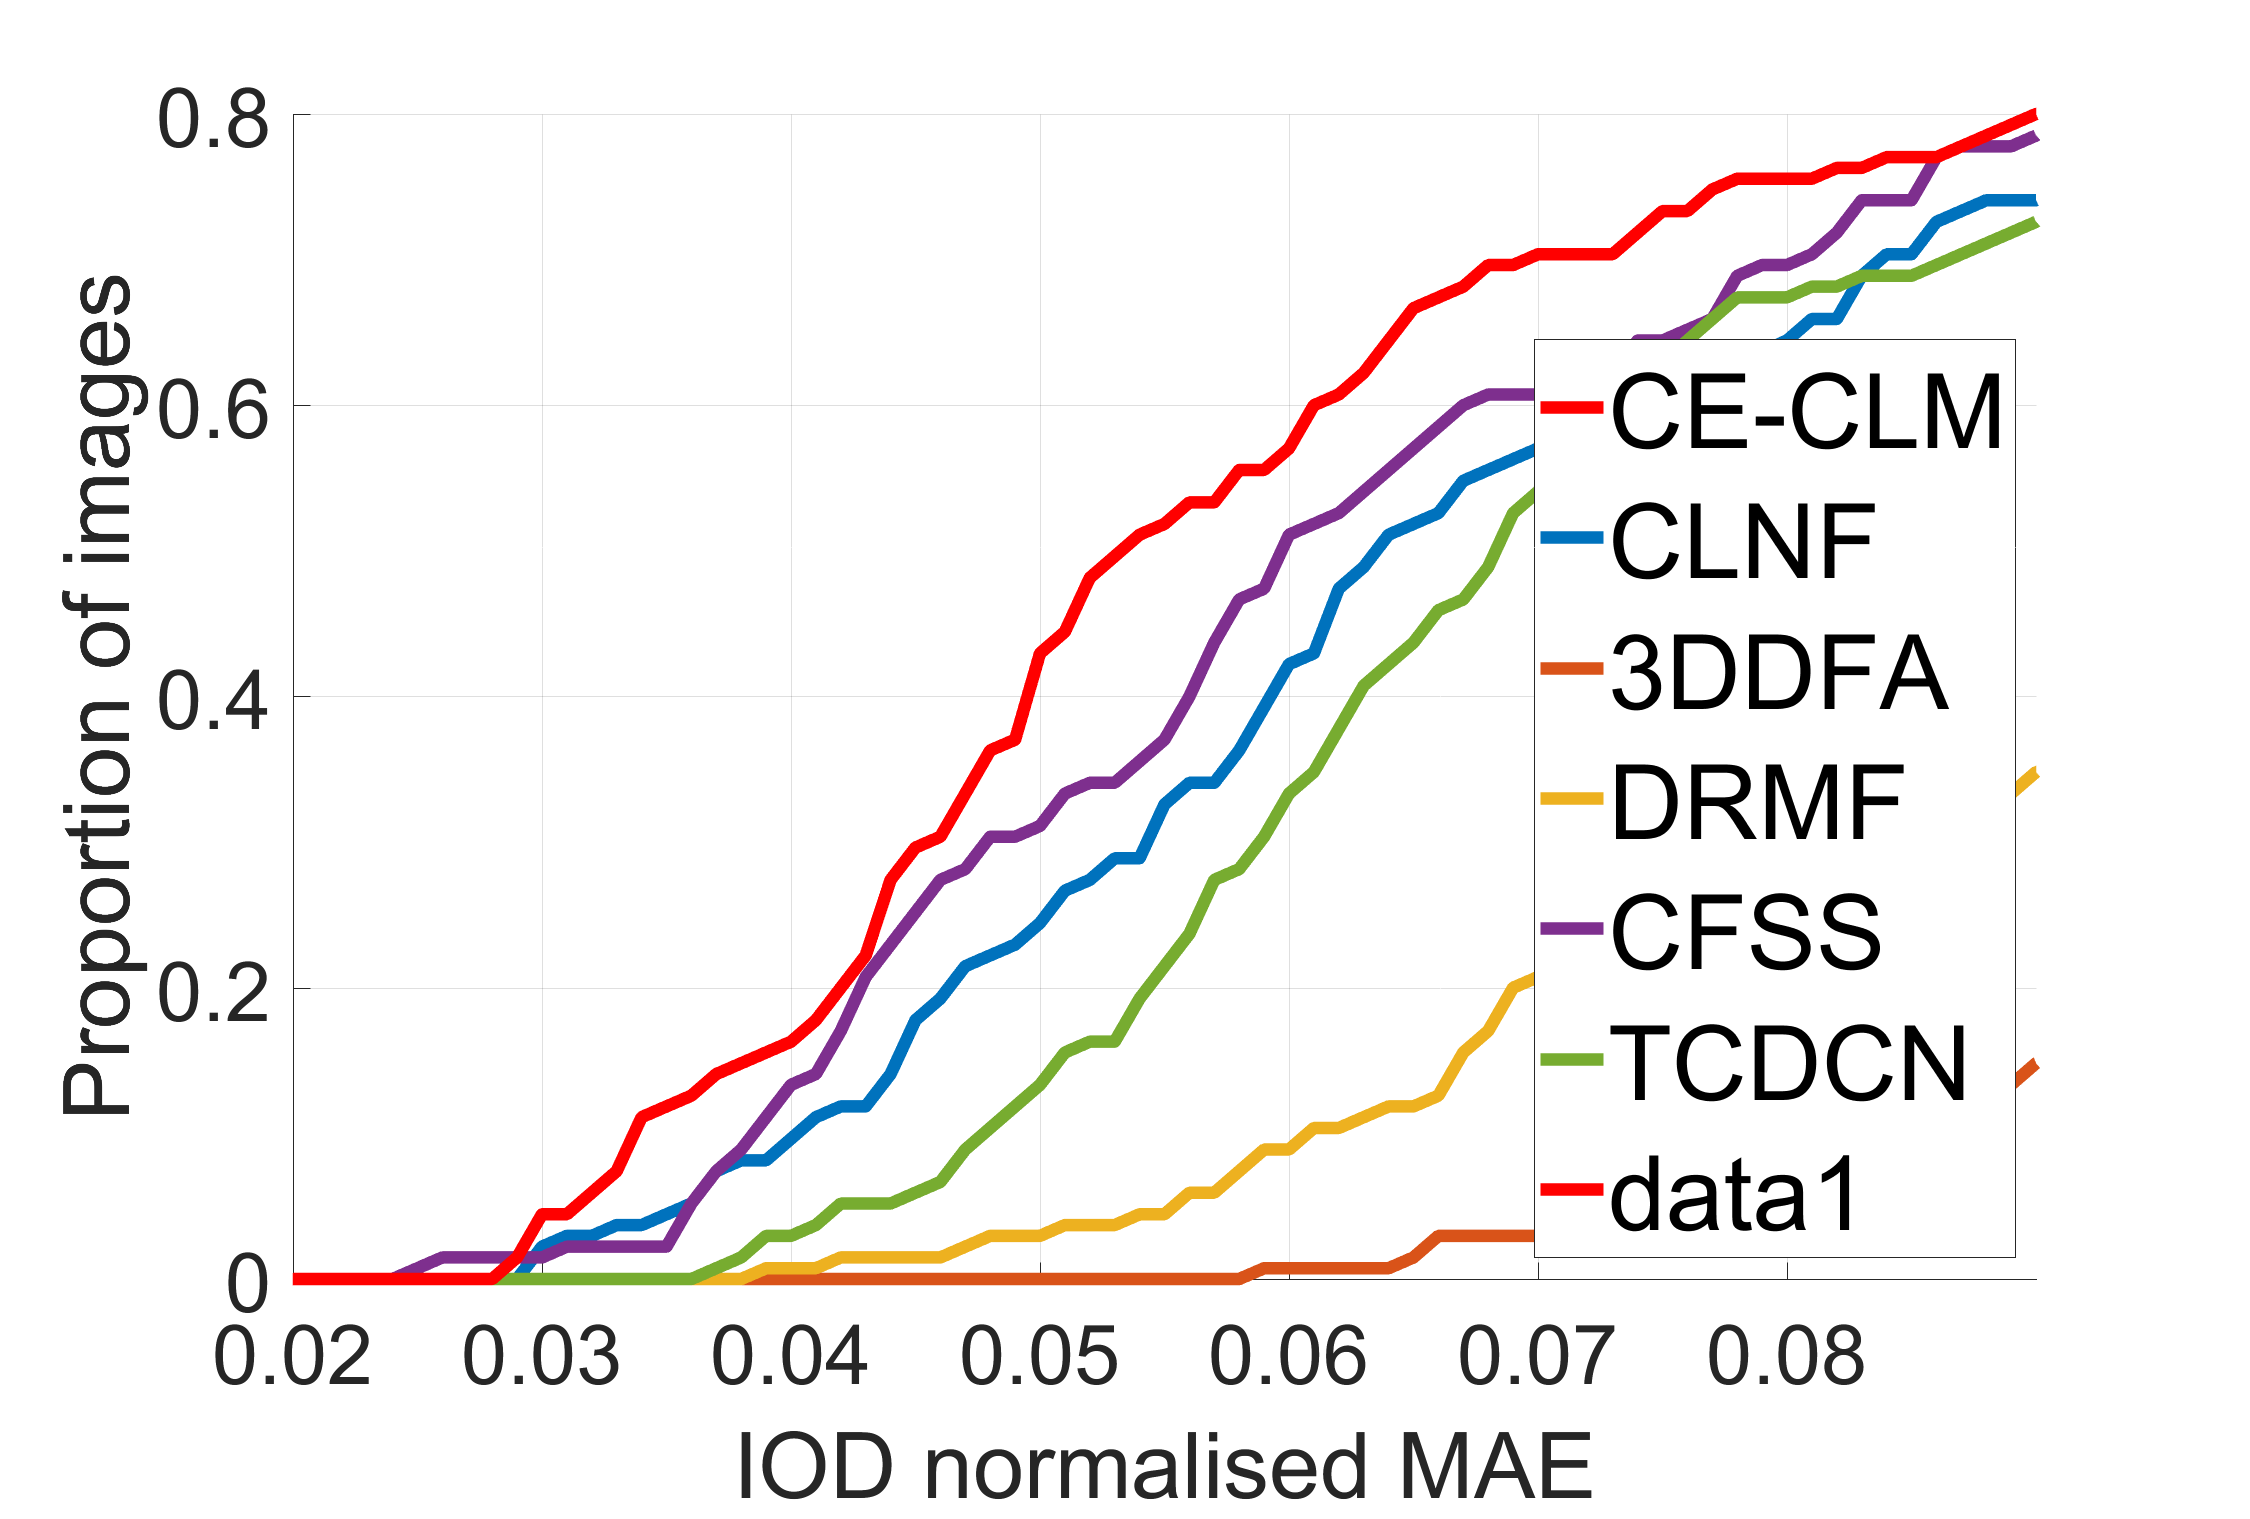 0.8
0.6
0.4
0.2
0
0.02 0.03 0.04 0.05 0.06 0.07 0.08
Proportion of images
IOD normalised MAE
CE-CLM
CLNF
3DDFA
DRMF
CFSS
TCDCN
data1